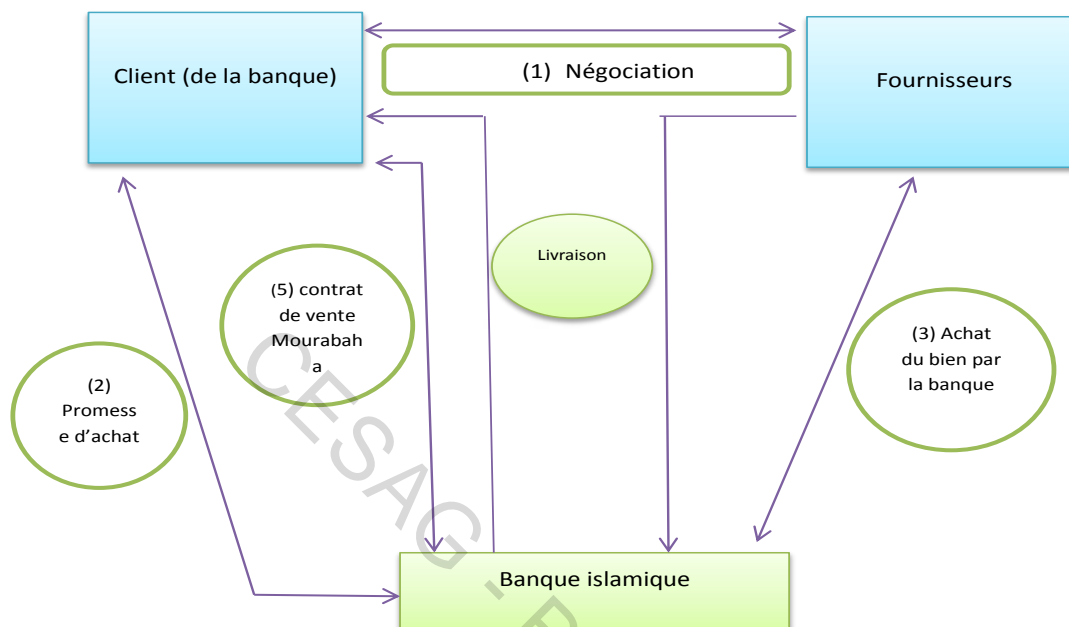 Client (de la banque)
(1) Négociation
Fournisseurs
Livraison
(5) contrat
de vente
Mourabah
a
(3) Achat
du bien par
la banque
(2)
Promess
e d'achat
Banque islamique
CESAG -